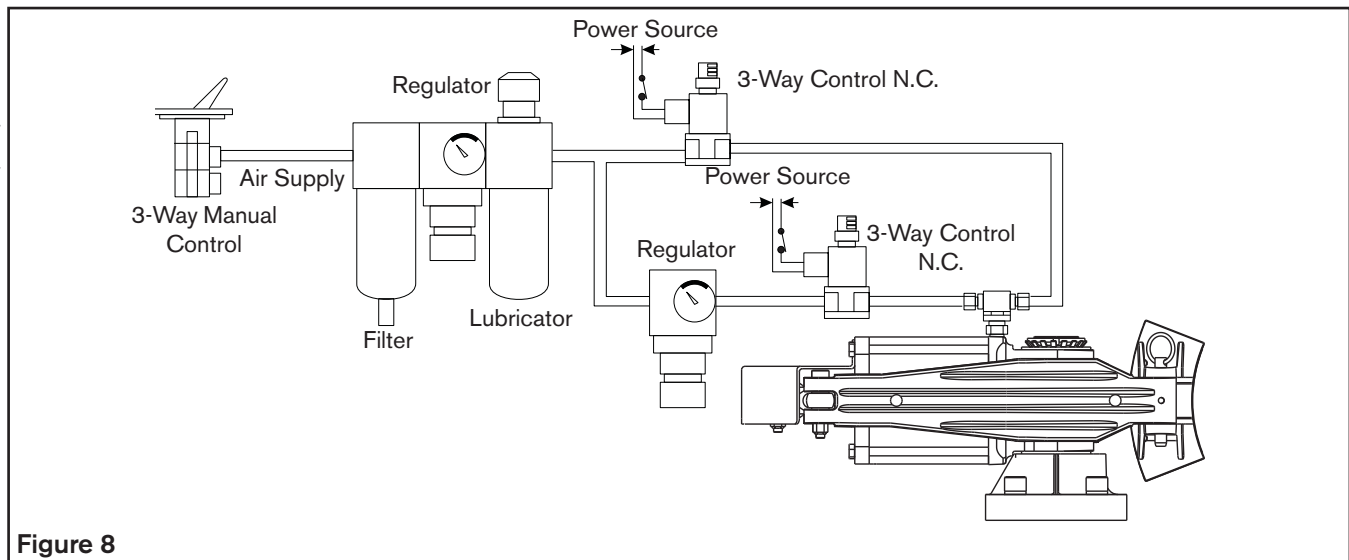 Power Source
Regulator
3-Way Control N.C.
Air Supply
Power Source
3-Way Manual
Control
Regulator
3-Way Control
N.C.
Filter
Lubricator
Figure 8